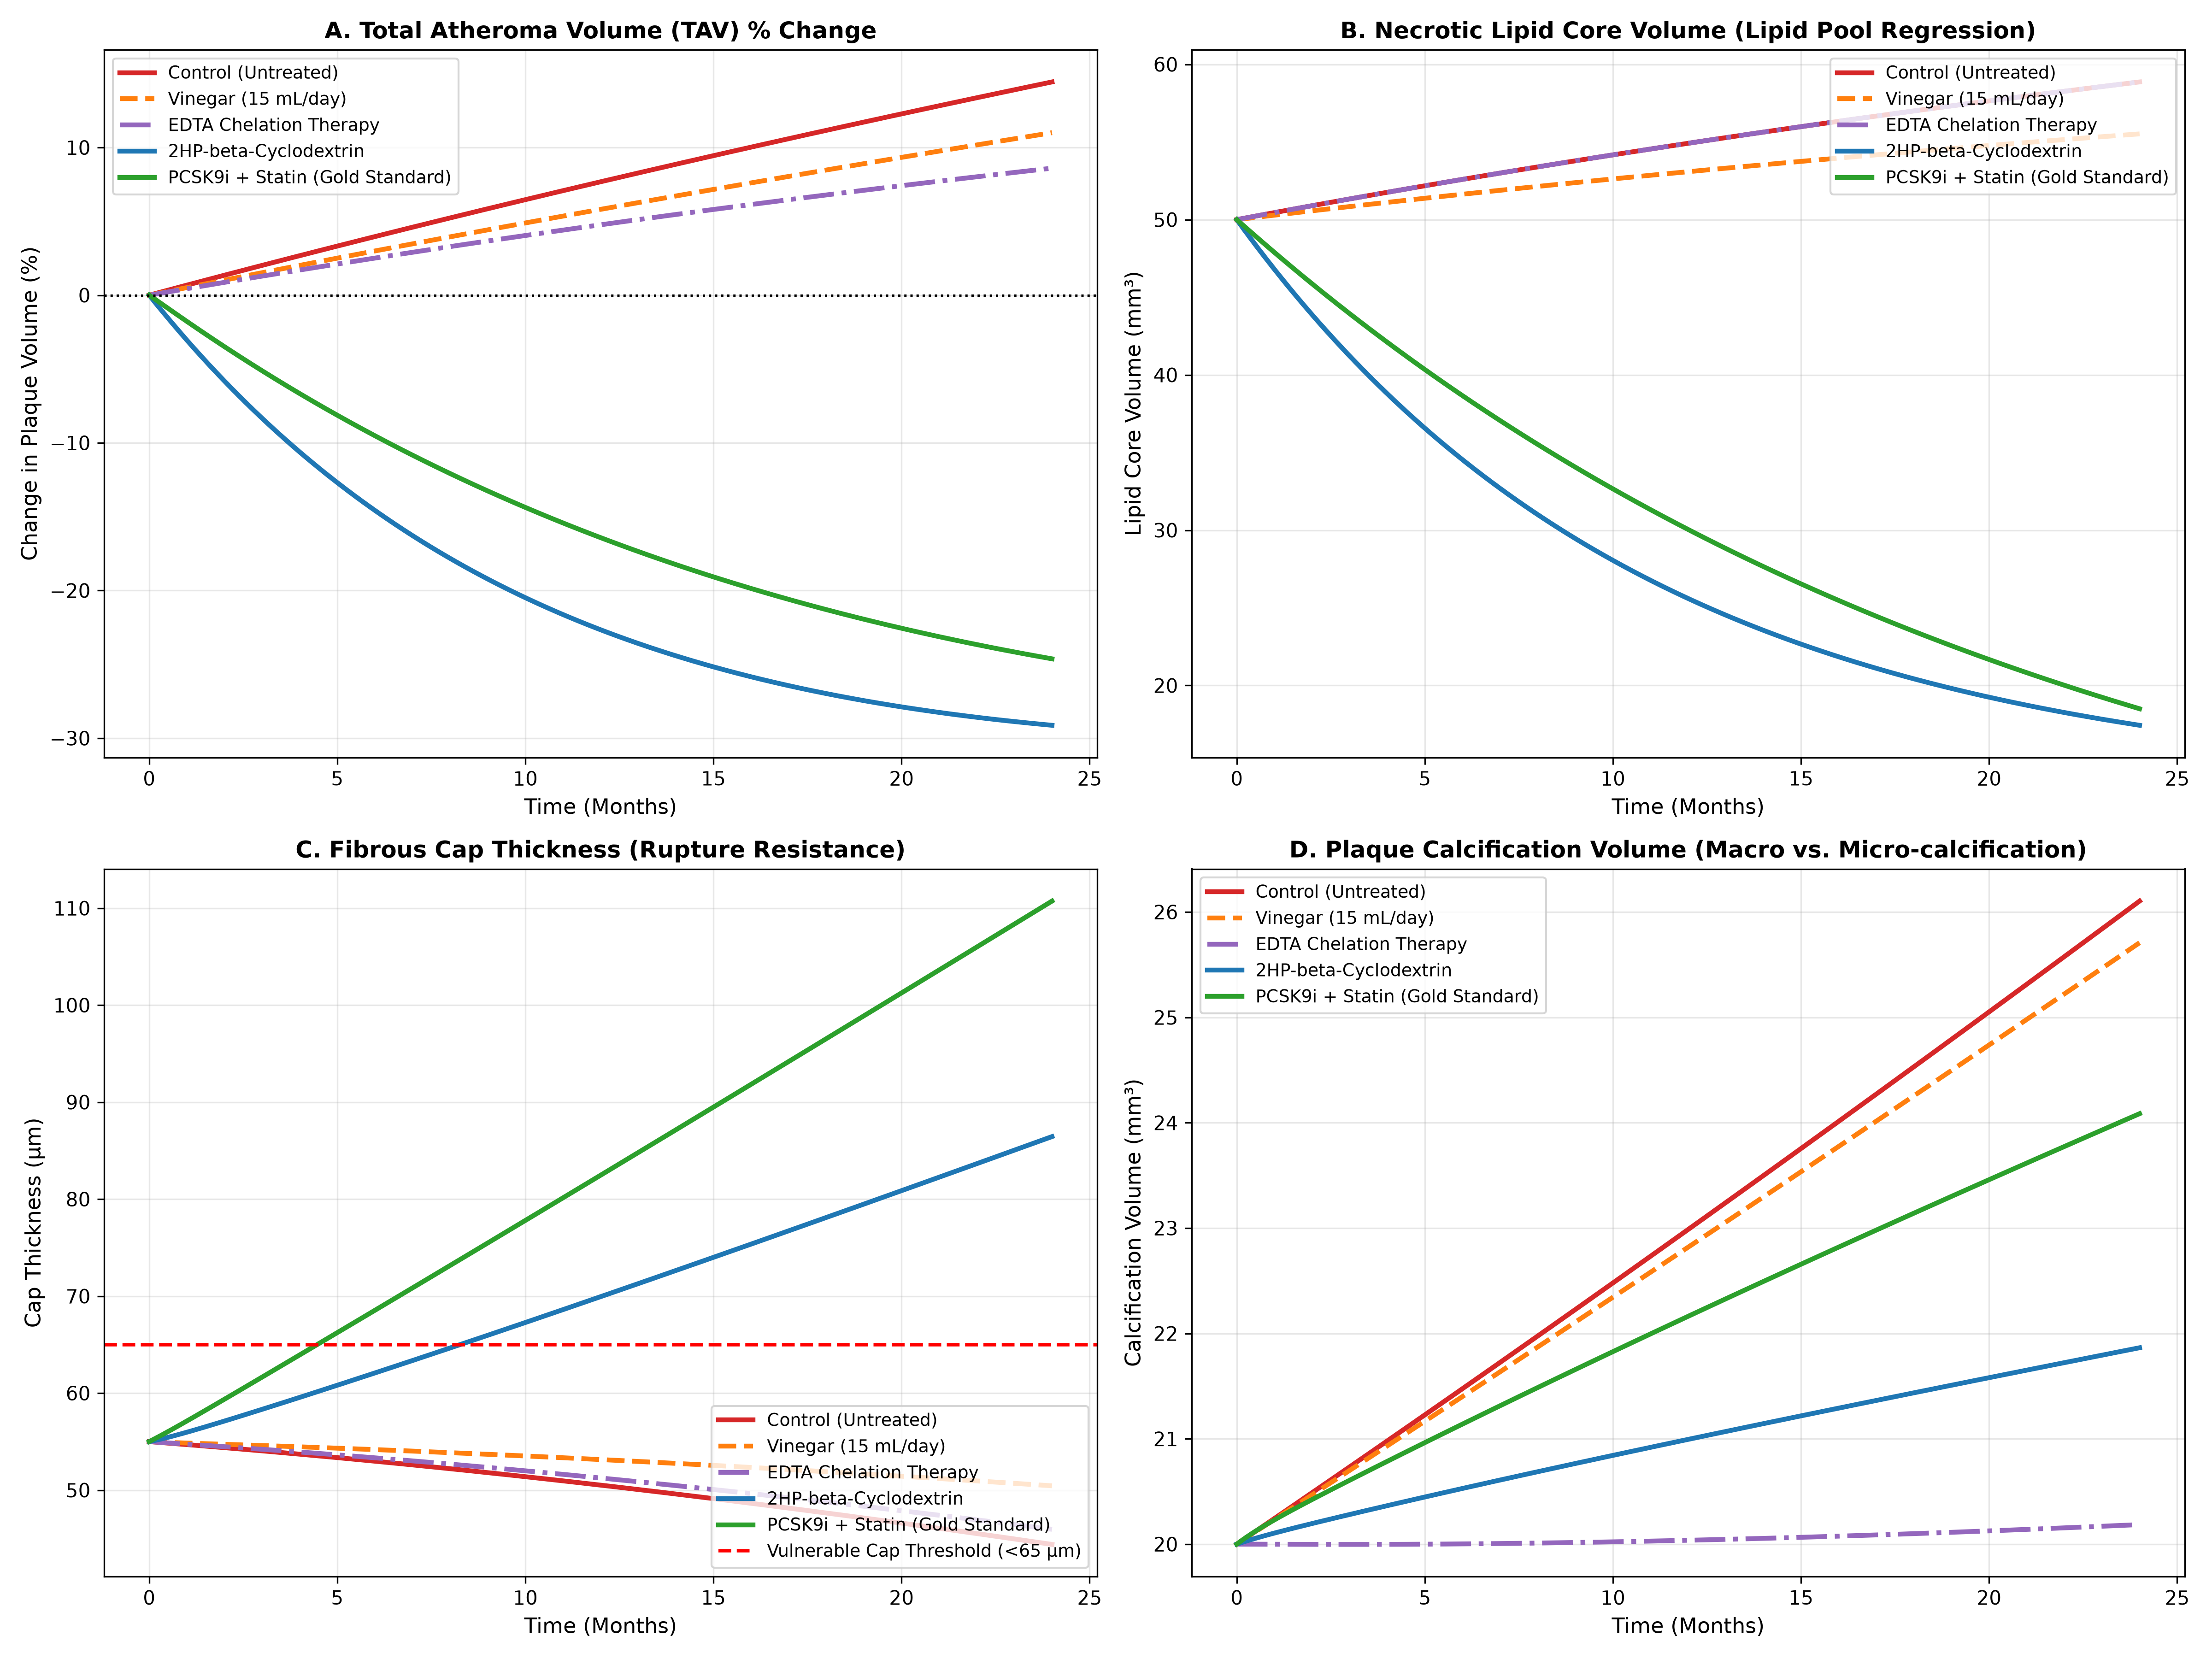 A. Total Atheroma Volume (TAV) % Change
Control (Untreated)
Vinegar (15 mL/day)
EDTA Chelation Therapy
2HP-beta-Cyclodextrin
PCSK9i + Statin (Gold Standard)
Change in Plaque Volume (%)
10
0
−10
−20
−30
0 5 10 15 20 25
Time (Months)
B. Necrotic Lipid Core Volume (Lipid Pool Regression)
Control (Untreated)
Vinegar (15 mL/day)
EDTA Chelation Therapy
2HP-beta-Cyclodextrin
PCSK9i + Statin (Gold Standard)
Lipid Core Volume (mm³)
60
50
40
30
20
0 5 10 15 20 25
Time (Months)
C. Fibrous Cap Thickness (Rupture Resistance)
Cap Thickness (μm)
110
100
90
80
70
60
50
Control (Untreated)
Vinegar (15 mL/day)
EDTA Chelation Therapy
2HP-beta-Cyclodextrin
PCSK9i + Statin (Gold Standard)
Vulnerable Cap Threshold (<65 μm)
0 5 10 15 20 25
Time (Months)
D. Plaque Calcification Volume (Macro vs. Micro-calcification)
Control (Untreated)
Vinegar (15 mL/day)
EDTA Chelation Therapy
2HP-beta-Cyclodextrin
PCSK9i + Statin (Gold Standard)
Calcification Volume (mm³)
26
25
24
23
22
21
20
0 5 10 15 20 25
Time (Months)